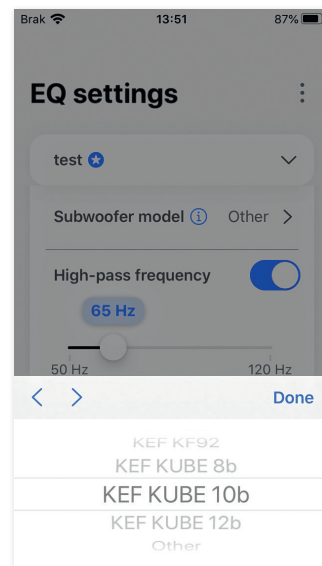 Brak 13:51 87%
EQ settings
test
Subwoofer model i Other
High-pass frequency
65 Hz
50 Hz 120 Hz
Done
KEF KF92
KEF KUBE 8b
KEF KUBE 10b
KEF KUBE 12b
Other